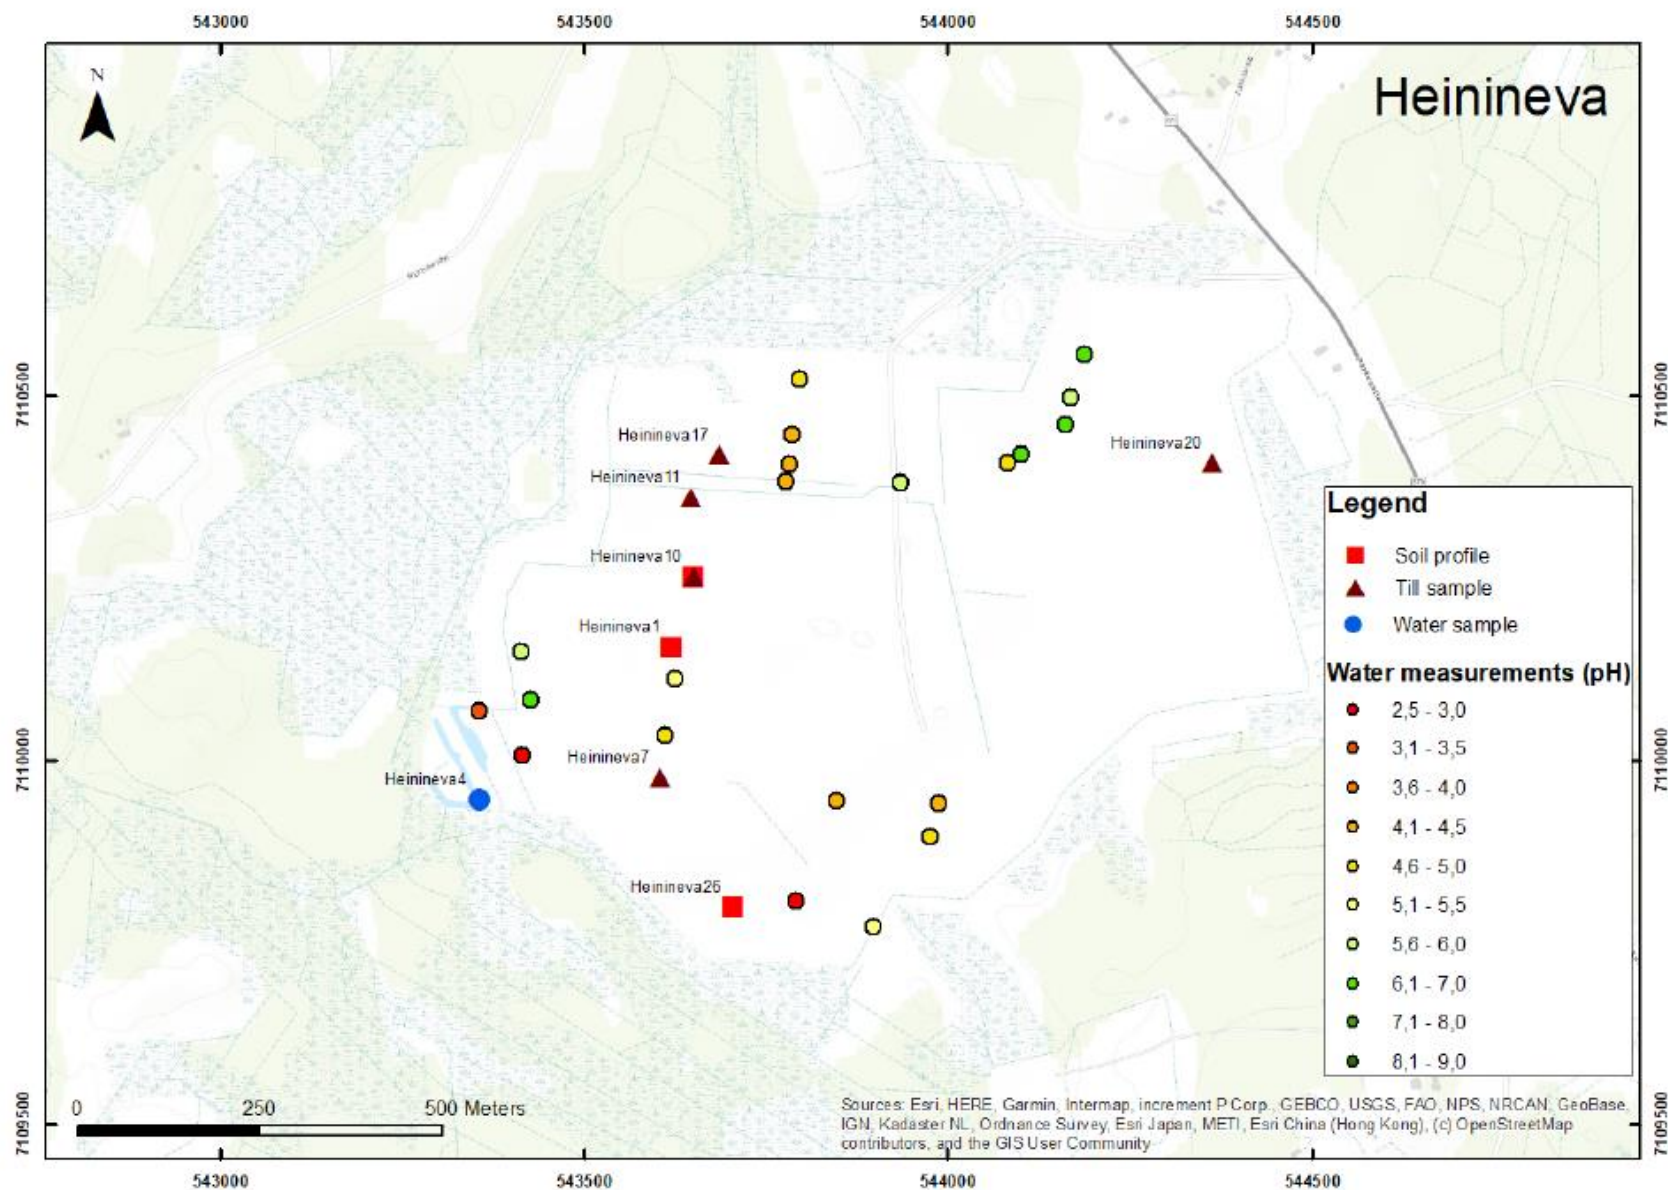 543000 543500 544000 544500
N
Heinineva
7110500
7110500
Heinineva17
Heinineva20
Heinineva11
Heinineva10
Heinineva1
Heinineva7
Heinineva4
Heinineva26
7110000
7110000
Legend
Soil profile
Till sample
Water sample
Water measurements (pH)
2,5 - 3,0
3,1 - 3,5
3,6 - 4,0
4,1 - 4,5
4,6 - 5,0
5,1 - 5,5
5,6 - 6,0
6,1 - 7,0
7,1 - 8,0
8,1 - 9,0
0 250 500 Meters
Sources: Esri, HERE, Garmin, Intermap, increment P Corp., GEBCO, USGS, FAO, NPS, NRCAN, GeoBase,
IGN, Kadaster NL, Ordnance Survey, Esri Japan, METI, Esri China (Hong Kong), (c) OpenStreetMap
contributors, and the GIS User Community
7109500
7109500
543000 543500 544000 544500